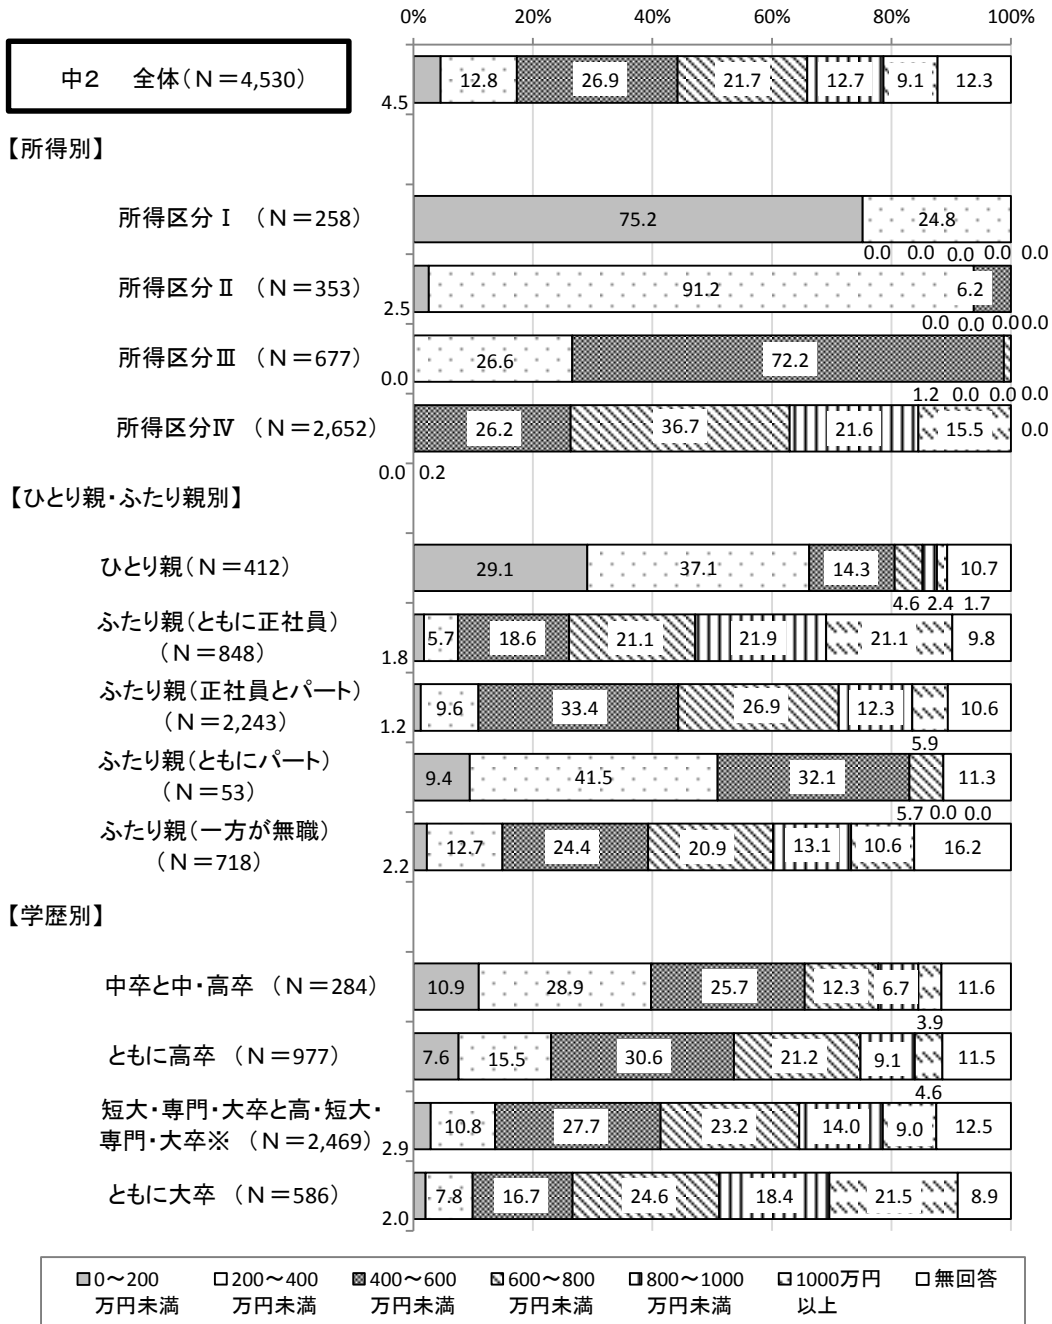 0% 20% 40% 60% 80% 100%
中2 全体(N=4,530)
12.8 26.9 21.7 12.7 9.1 12.3
4.5
【所得別】
所得区分Ⅰ (N=258)
75.2 24.8
0.0 0.0 0.0 0.0 0.0
所得区分Ⅱ (N=353)
91.2 6.2
2.5
0.0 0.0 0.0 0.0
所得区分Ⅲ (N=677)
26.6 72.2
0.0
1.2 0.0 0.0 0.0
所得区分Ⅳ (N=2,652)
26.2 36.7 21.6 15.5 0.0
0.0 0.2
【ひとり親・ふたり親別】
ひとり親(N=412)
29.1 37.1 14.3 10.7
4.6 2.4 1.7
ふたり親(ともに正社員)
(N=848)
5.7 18.6 21.1 21.9 21.1 9.8
1.8
ふたり親(正社員とパート)
(N=2,243)
9.6 33.4 26.9 12.3 10.6
1.2
5.9
ふたり親(ともにパート)
(N=53)
9.4 41.5 32.1 11.3
5.7 0.0 0.0
ふたり親(一方が無職)
(N=718)
12.7 24.4 20.9 13.1 10.6 16.2
2.2
【学歴別】
中卒と中・高卒 (N=284)
10.9 28.9 25.7 12.3 6.7 11.6
3.9
ともに高卒 (N=977)
7.6 15.5 30.6 21.2 9.1 11.5
4.6
短大・専門・大卒と高・短大・
専門・大卒※ (N=2,469)
10.8 27.7 23.2 14.0 9.0 12.5
2.9
ともに大卒 (N=586)
7.8 16.7 24.6 18.4 21.5 8.9
2.0
0~200 200~400 400~600 600~800 800~1000 1000万円 無回答
万円未満 万円未満 万円未満 万円未満 万円未満 以上